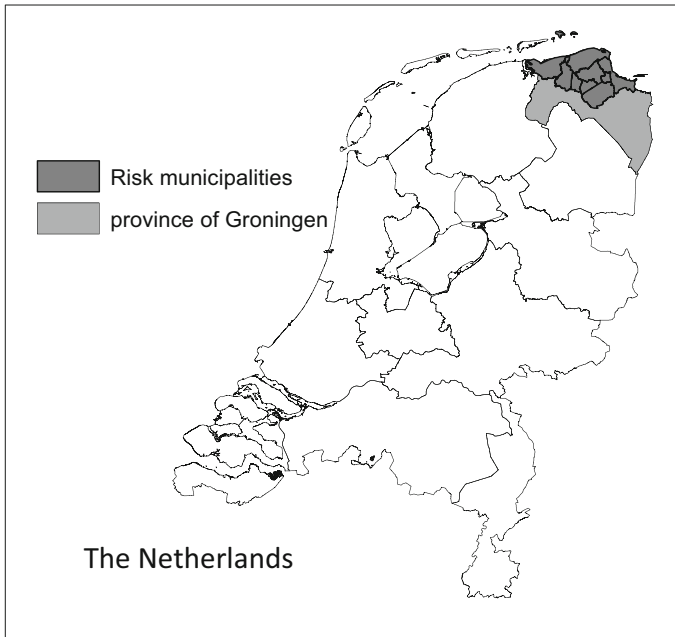 Risk municipalities
province of Groningen
The Netherlands